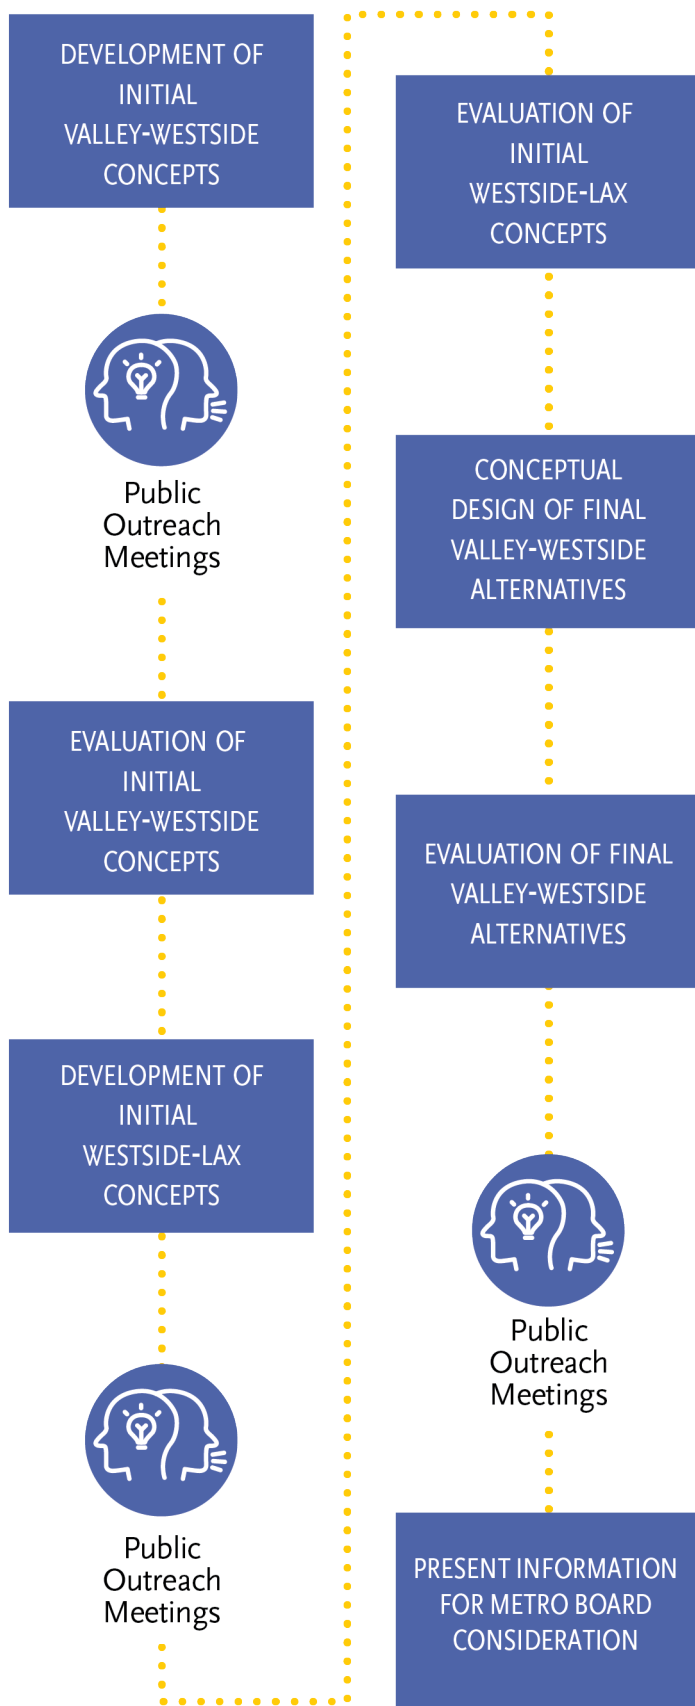 DEVELOPMENT OF
INITIAL
VALLEY-WESTSIDE
CONCEPTS
Public
Outreach
Meetings
EVALUATION OF
INITIAL
VALLEY-WESTSIDE
CONCEPTS
DEVELOPMENT OF
INITIAL
WESTSIDE-LAX
CONCEPTS
Public
Outreach
Meetings
EVALUATION OF
INITIAL
WESTSIDE-LAX
CONCEPTS
CONCEPTUAL
DESIGN OF FINAL
VALLEY-WESTSIDE
ALTERNATIVES
EVALUATION OF FINAL
VALLEY-WESTSIDE
ALTERNATIVES
Public
Outreach
Meetings
PRESENT INFORMATION
FOR METRO BOARD
CONSIDERATION